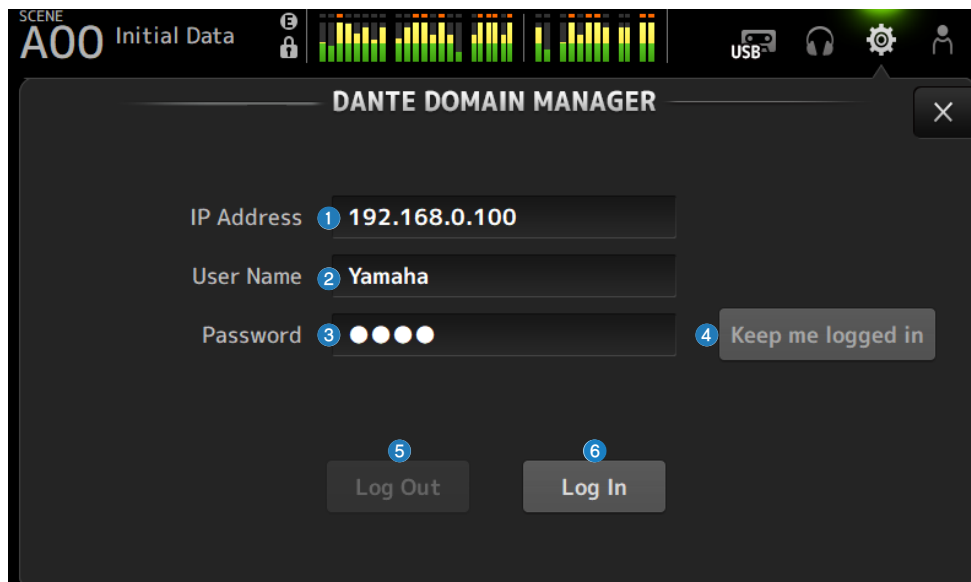 SCENE
A00 Initial Data
E
USB
DANTE DOMAIN MANAGER
IP Address 1 192.168.0.100
User Name 2 Yamaha
Password 3 ●●●●
4 Keep me logged in
5 6
Log Out Log In